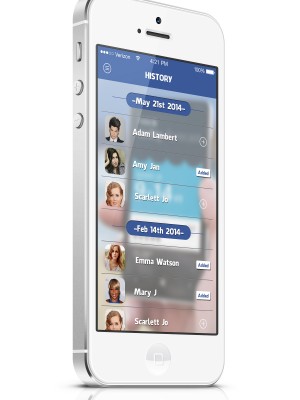 Verizon 4:21 PM 100%
HISTORY
-May 21st 2014-
Adam Lambert
Amy Jan
Added
Scarlett Jo
-Feb 14th 2014-
Emma Watson
Added
Mary J
Added
Scarlett Jo